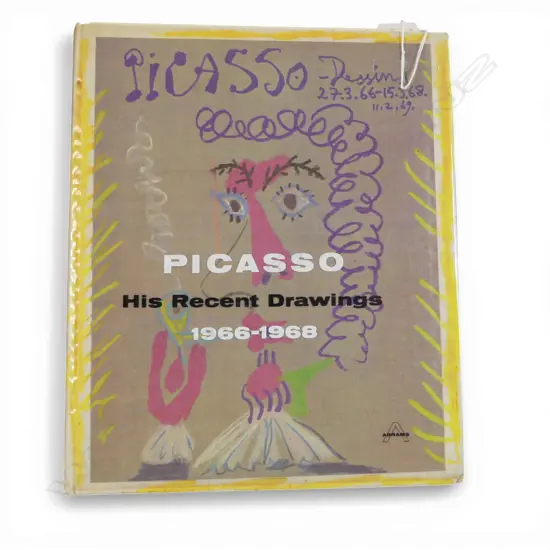 PICASSO
-Dessins
27.3.66-15.3.68.
11.2.69.
PICASSO
His Recent Drawings
1966-1968
ABRAMS